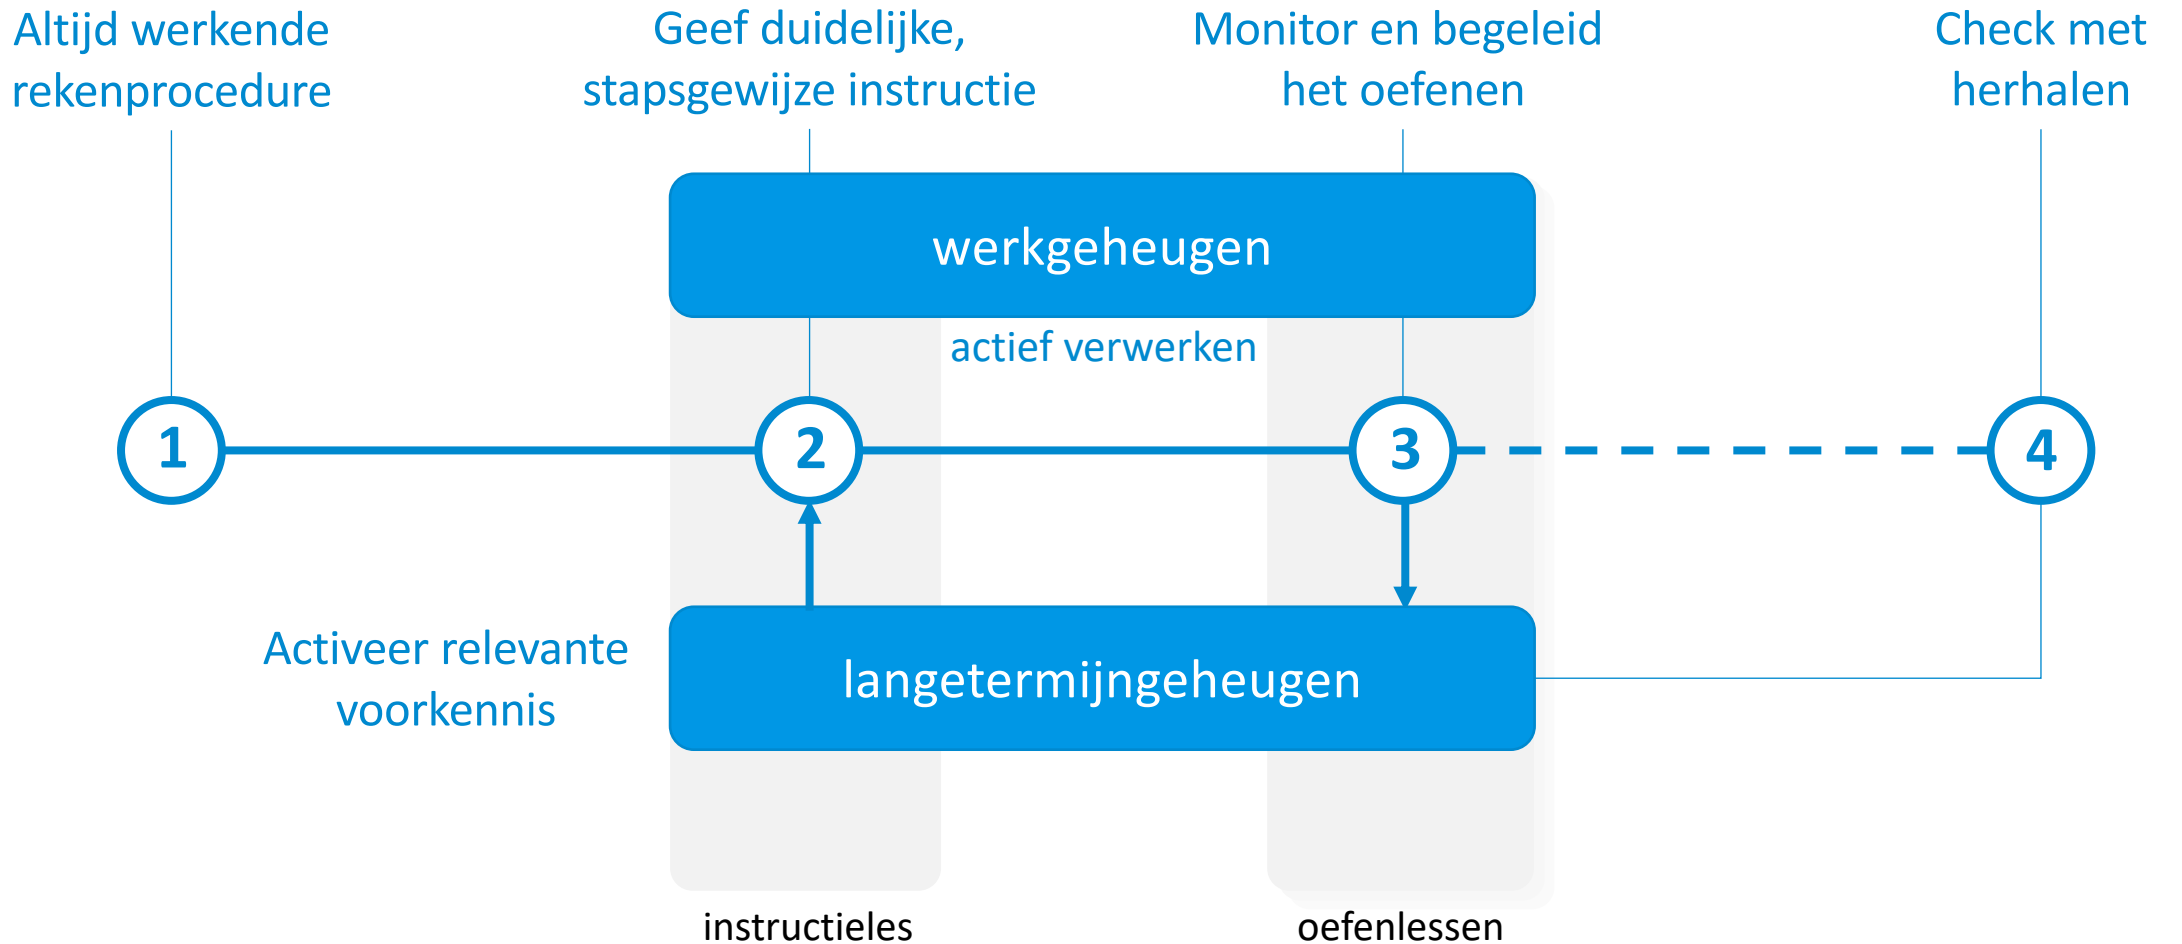 Altijd werkende
rekenprocedure
Geef duidelijke,
stapsgewijze instructie
Monitor en begeleid
het oefenen
Check met
herhalen
werkgeheugen
actief verwerken
1
2
3
4
Activeer relevante
voorkennis
langetermijngeheugen
instructieles
oefenlessen